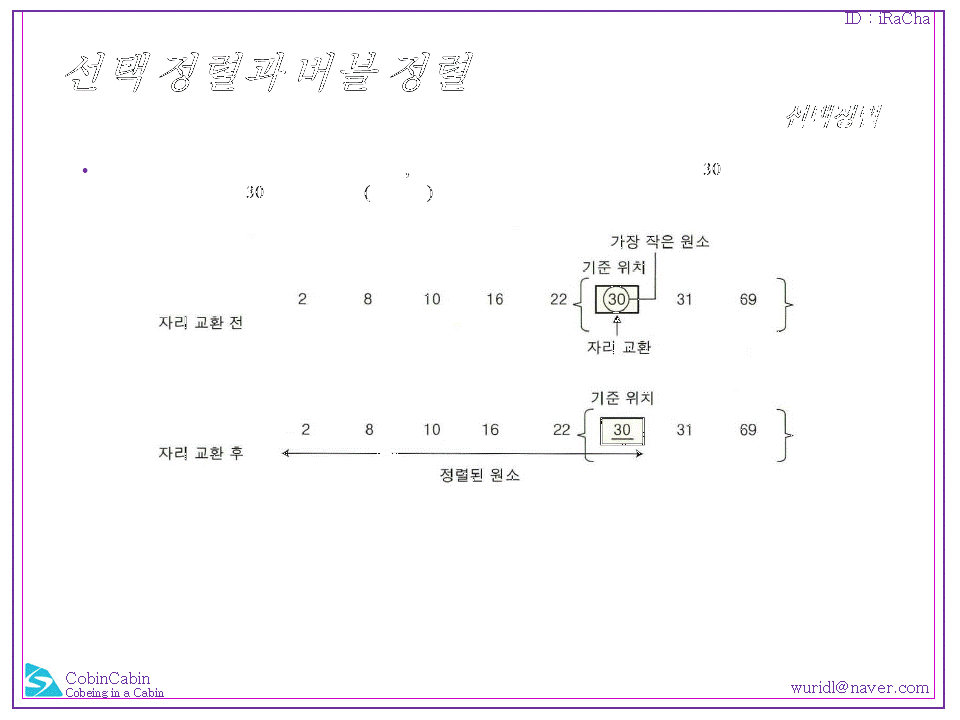 ID : iRaCha
선택 정렬과 버블 정렬
선택정렬
• , 30
30 ( )
가장 작은 원소
기준 위치
2 8 10 16 22 { 30 31 69 }
자리 교환 전
자리 교환
기준 위치
2 8 10 16 22 { 30 31 69 }
자리 교환 후
정렬된 원소
CobinCabin
Cobeing in a Cabin
wuridl@naver.com